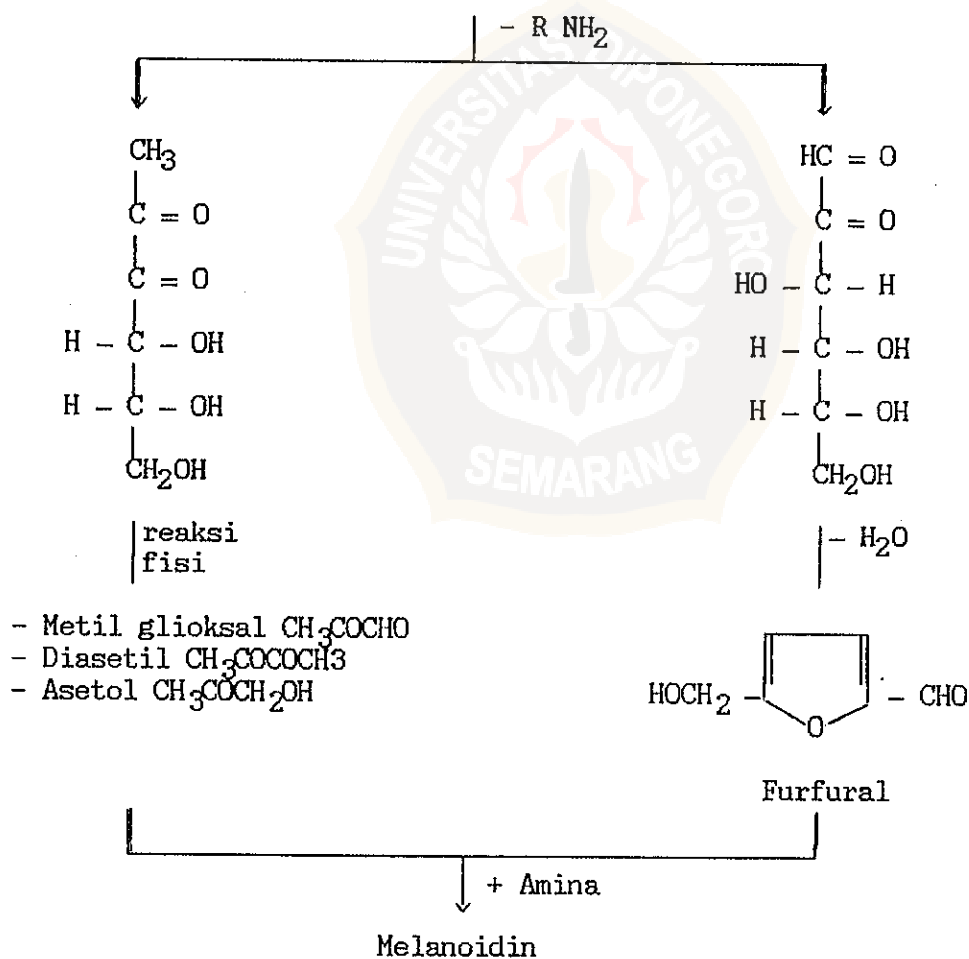 - R NH2
CH3
C = O
C = O
H - C - OH
H - C - OH
CH2OH
reaksi
fisi
- Metil glioksal CH3COCHO
- Diasetil CH3COCOCH3
- Asetol CH3COCH2OH
HC = O
C = O
HO - C - H
H - C - OH
H - C - OH
CH2OH
- H2O
HOCH2 - O - CHO
Furfural
+ Amina
Melanoidin
UNIVERSITAS DIPONEGORO
SEMARANG